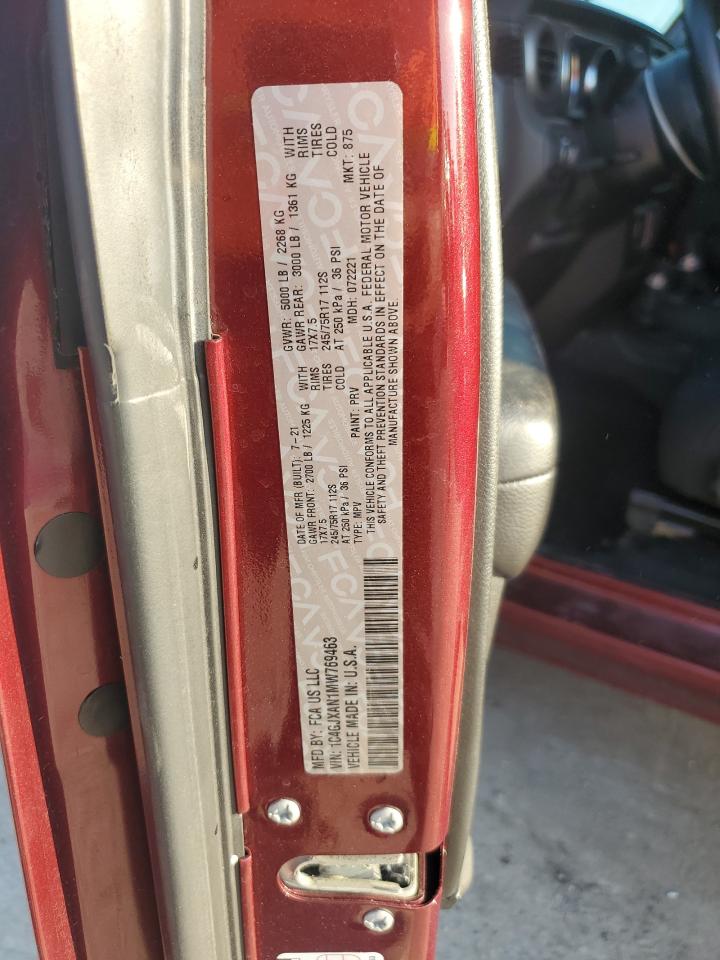 MFD BY: FCA US LLC
VIN: 1C4GJXAN1MW769463
VEHICLE MADE IN: U.S.A.
DATE OF MFR (BUILT): 7-21 GVWR: 5000 LB / 2268 KG
GAWR FRONT: 2700 LB / 1225 KG WITH GAWR REAR: 3000 LB / 1361 KG WITH
17X7.5 RIMS 17X7.5 RIMS
245/75R17 112S TIRES 245/75R17 112S TIRES
AT 250 kPa / 36 PSI COLD AT 250 kPa / 36 PSI COLD
TYPE: MPV PAINT: PRV MDH: 072221 MKT: 875
THIS VEHICLE CONFORMS TO ALL APPLICABLE U.S.A. FEDERAL MOTOR VEHICLE
SAFETY AND THEFT PREVENTION STANDARDS IN EFFECT ON THE DATE OF
MANUFACTURE SHOWN ABOVE.